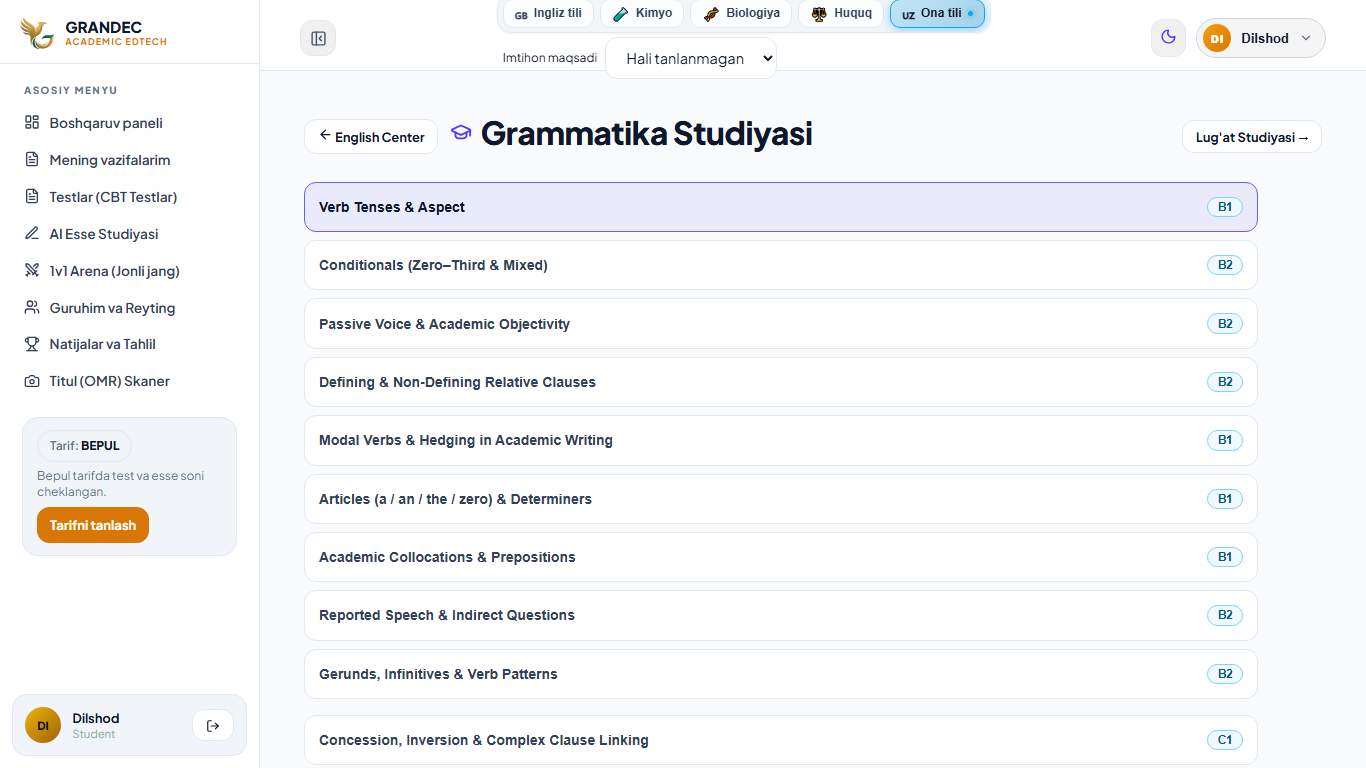 GRANDEC
ACADEMIC EDTECH
ASOSIY MENYU
Boshqaruv paneli
Mening vazifalarim
Testlar (CBT Testlar)
AI Esse Studiyasi
1v1 Arena (Jonli jang)
Guruhim va Reyting
Natijalar va Tahlil
Titul (OMR) Skaner
Tarif: BEPUL
Bepul tarifda test va esse soni
cheklangan.
Tarifni tanlash
DI
Dilshod
Student
GB Ingliz tili
Kimyo
Biologiya
Huquq
UZ Ona tili
Imtihon maqsadi
Hali tanlanmagan
DI Dilshod
← English Center
Grammatika Studiyasi
Lug'at Studiyasi →
Verb Tenses & Aspect B1
Conditionals (Zero–Third & Mixed) B2
Passive Voice & Academic Objectivity B2
Defining & Non-Defining Relative Clauses B2
Modal Verbs & Hedging in Academic Writing B1
Articles (a / an / the / zero) & Determiners B1
Academic Collocations & Prepositions B1
Reported Speech & Indirect Questions B2
Gerunds, Infinitives & Verb Patterns B2
Concession, Inversion & Complex Clause Linking C1